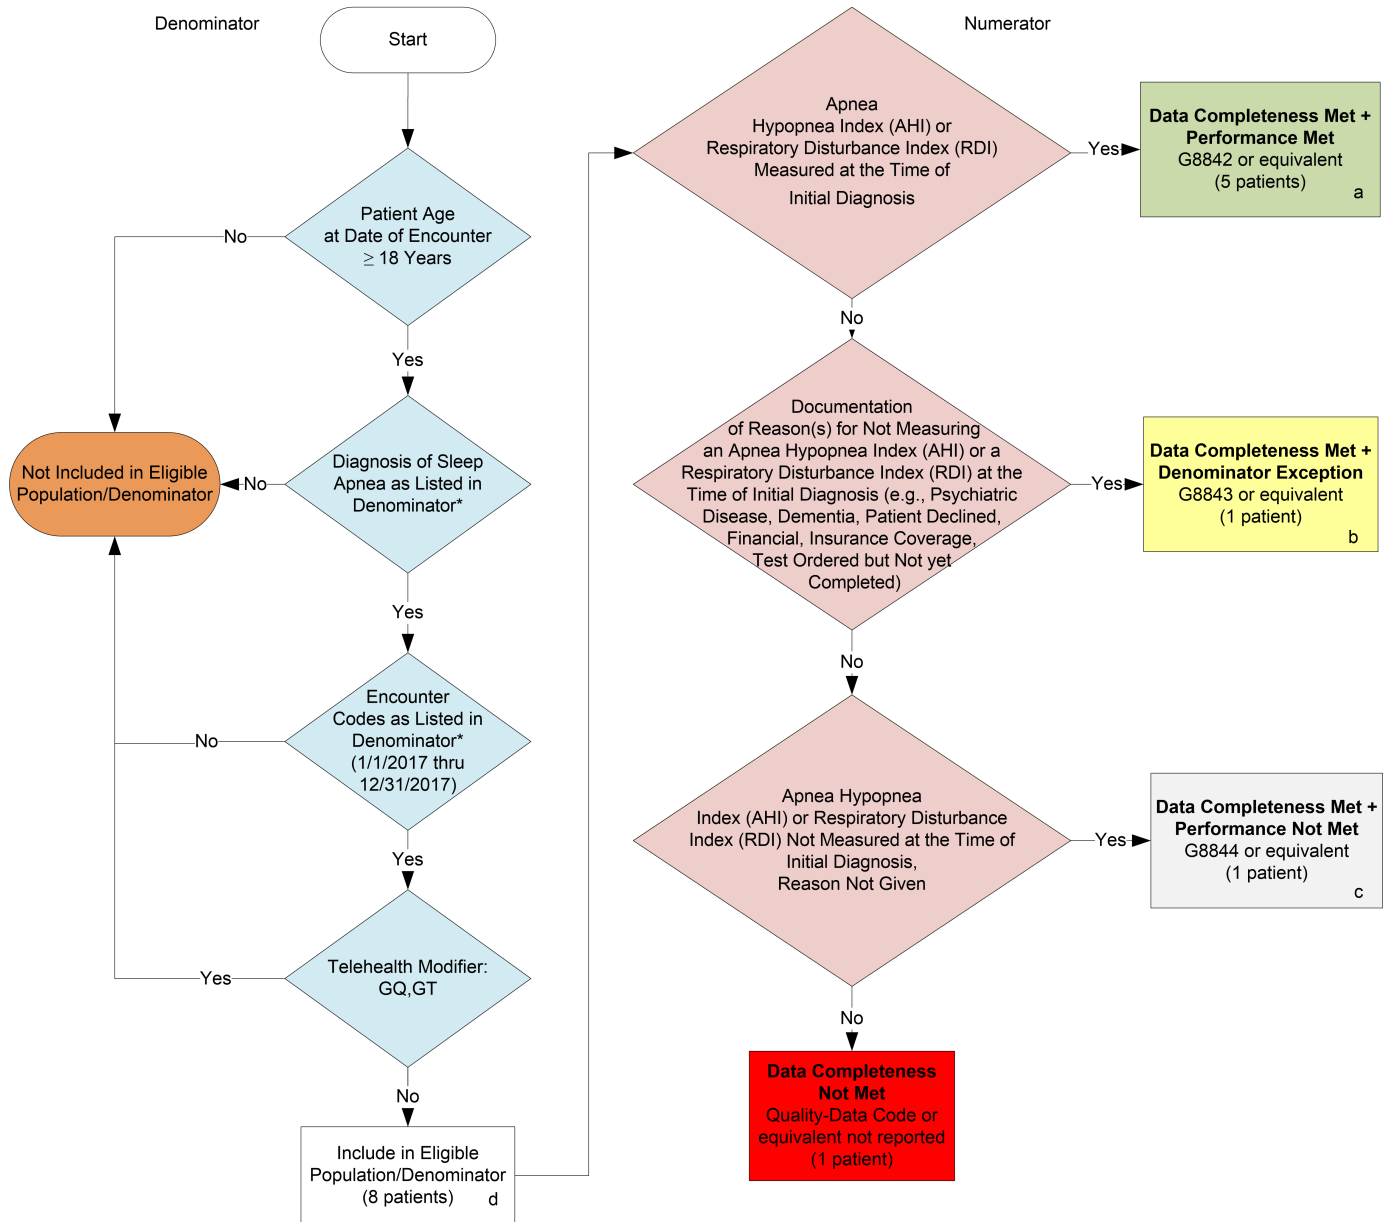 Denominator
Start
Patient Age
at Date of Encounter
≥ 18 Years
No
Yes
Not Included in Eligible
Population/Denominator
Diagnosis of Sleep
Apnea as Listed in
Denominator*
No
Yes
Encounter
Codes as Listed in
Denominator*
(1/1/2017 thru
12/31/2017)
No
Yes
Telehealth Modifier:
GQ,GT
Yes
No
Include in Eligible
Population/Denominator
(8 patients)
d
Numerator
Apnea
Hypopnea Index (AHI) or
Respiratory Disturbance Index (RDI)
Measured at the Time of
Initial Diagnosis
Yes
Data Completeness Met +
Performance Met
G8842 or equivalent
(5 patients)
a
No
Documentation
of Reason(s) for Not Measuring
an Apnea Hypopnea Index (AHI) or a
Respiratory Disturbance Index (RDI) at the
Time of Initial Diagnosis (e.g., Psychiatric
Disease, Dementia, Patient Declined,
Financial, Insurance Coverage,
Test Ordered but Not yet
Completed)
Yes
Data Completeness Met +
Denominator Exception
G8843 or equivalent
(1 patient)
b
No
Apnea Hypopnea
Index (AHI) or Respiratory Disturbance
Index (RDI) Not Measured at the Time of
Initial Diagnosis,
Reason Not Given
Yes
Data Completeness Met +
Performance Not Met
G8844 or equivalent
(1 patient)
c
No
Data Completeness
Not Met
Quality-Data Code or
equivalent not reported
(1 patient)